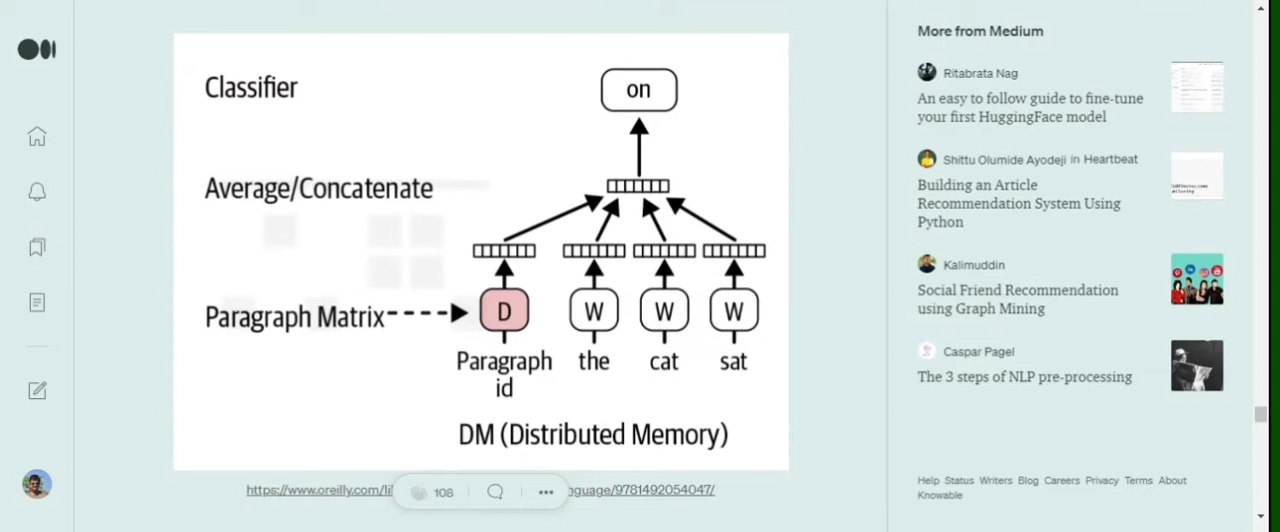 Classifier
on
Average/Concatenate
Paragraph Matrix
D
W
W
W
Paragraph
id
the
cat
sat
DM (Distributed Memory)
https://www.oreilly.com/li
108
nguage/9781492054047/
More from Medium
Ritabrata Nag
An easy to follow guide to fine-tune
your first HuggingFace model
Shittu Olumide Ayodeji in Heartbeat
Building an Article
Recommendation System Using
Python
Kalimuddin
Social Friend Recommendation
using Graph Mining
Caspar Pagel
The 3 steps of NLP pre-processing
Help Status Writers Blog Careers Privacy Terms About
Knowable